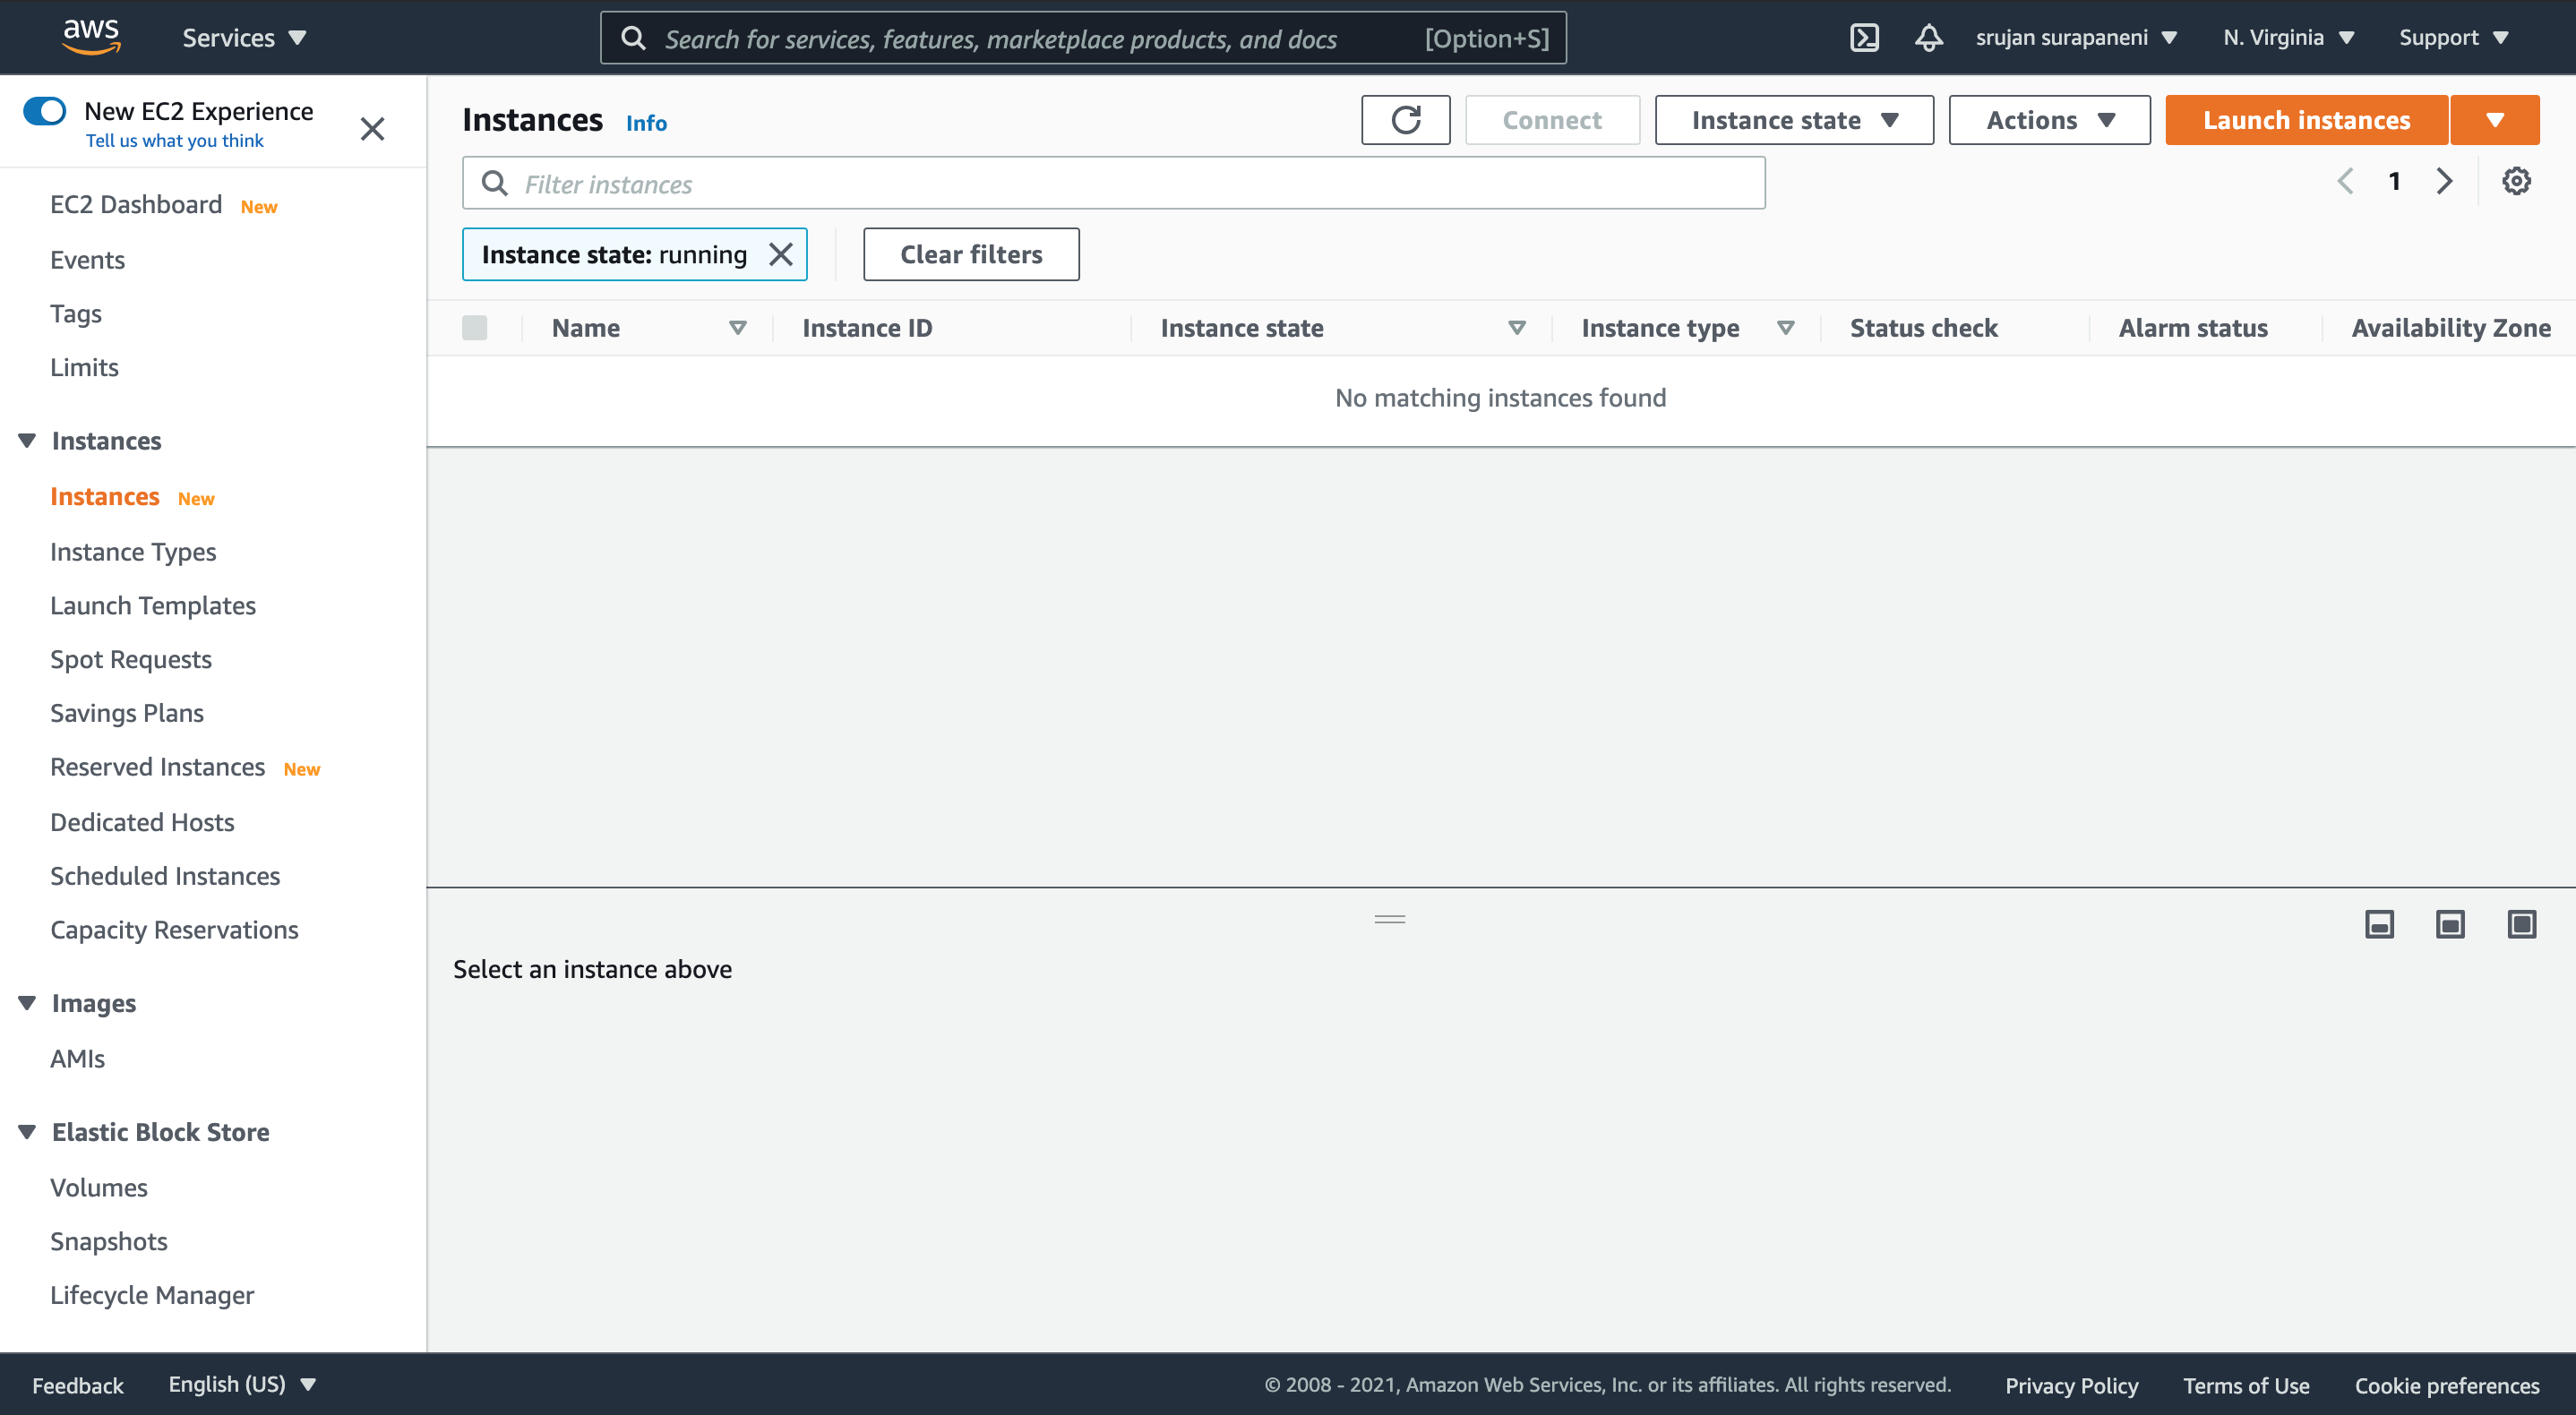 aws
Services
Search for services, features, marketplace products, and docs [Option+S]
srujan surapaneni
N. Virginia
Support
New EC2 Experience
Tell us what you think
EC2 Dashboard New
Events
Tags
Limits
Instances
Instances New
Instance Types
Launch Templates
Spot Requests
Savings Plans
Reserved Instances New
Dedicated Hosts
Scheduled Instances
Capacity Reservations
Images
AMIs
Elastic Block Store
Volumes
Snapshots
Lifecycle Manager
Instances Info
Connect
Instance state
Actions
Launch instances
Filter instances
1
Instance state: running
Clear filters
Name
Instance ID
Instance state
Instance type
Status check
Alarm status
Availability Zone
No matching instances found
Select an instance above
Feedback
English (US)
© 2008 - 2021, Amazon Web Services, Inc. or its affiliates. All rights reserved.
Privacy Policy
Terms of Use
Cookie preferences